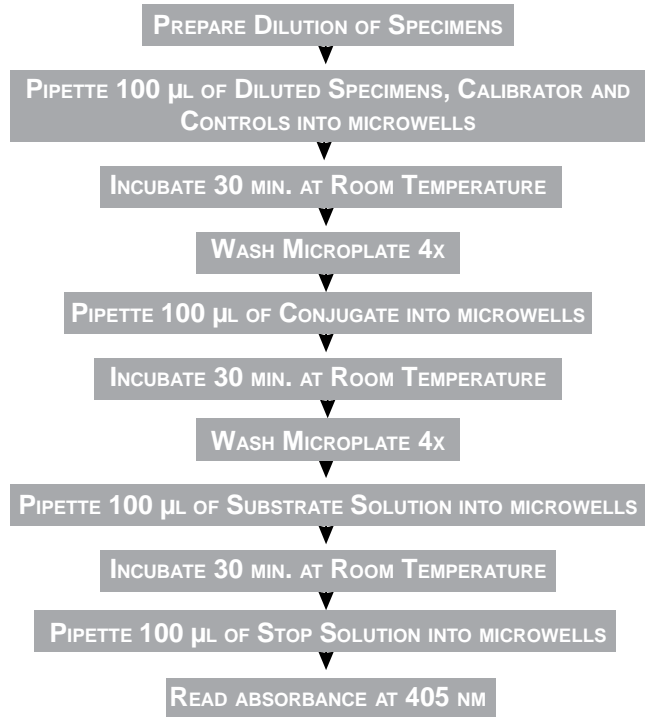 Prepare Dilution of Specimens
Pipette 100 µl of Diluted Specimens, Calibrator and
Controls into microwells
Incubate 30 min. at Room Temperature
Wash Microplate 4x
Pipette 100 µl of Conjugate into microwells
Incubate 30 min. at Room Temperature
Wash Microplate 4x
Pipette 100 µl of Substrate Solution into microwells
Incubate 30 min. at Room Temperature
Pipette 100 µl of Stop Solution into microwells
Read absorbance at 405 nm